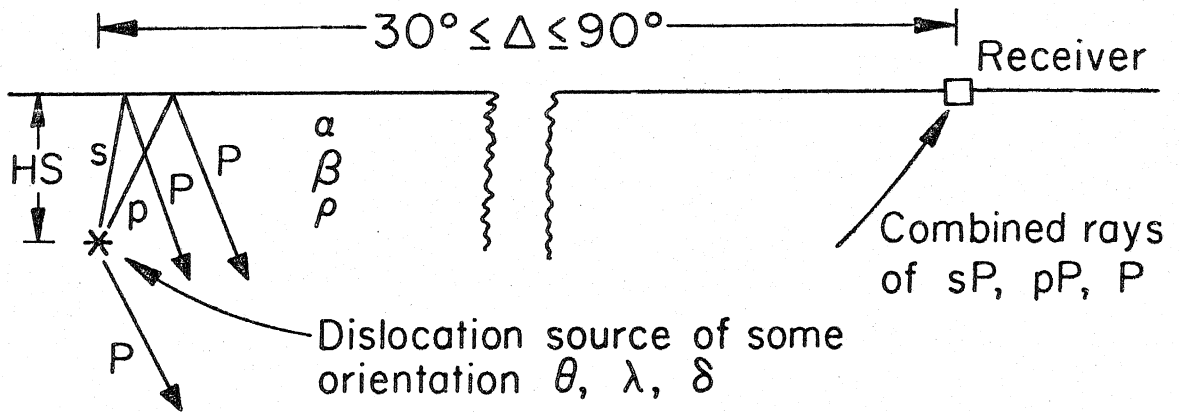 30° ≤ Δ ≤ 90°
Receiver
HS
s
p
P
P
α
β
ρ
P
Combined rays
of sP, pP, P
Dislocation source of some
orientation θ, λ, δ